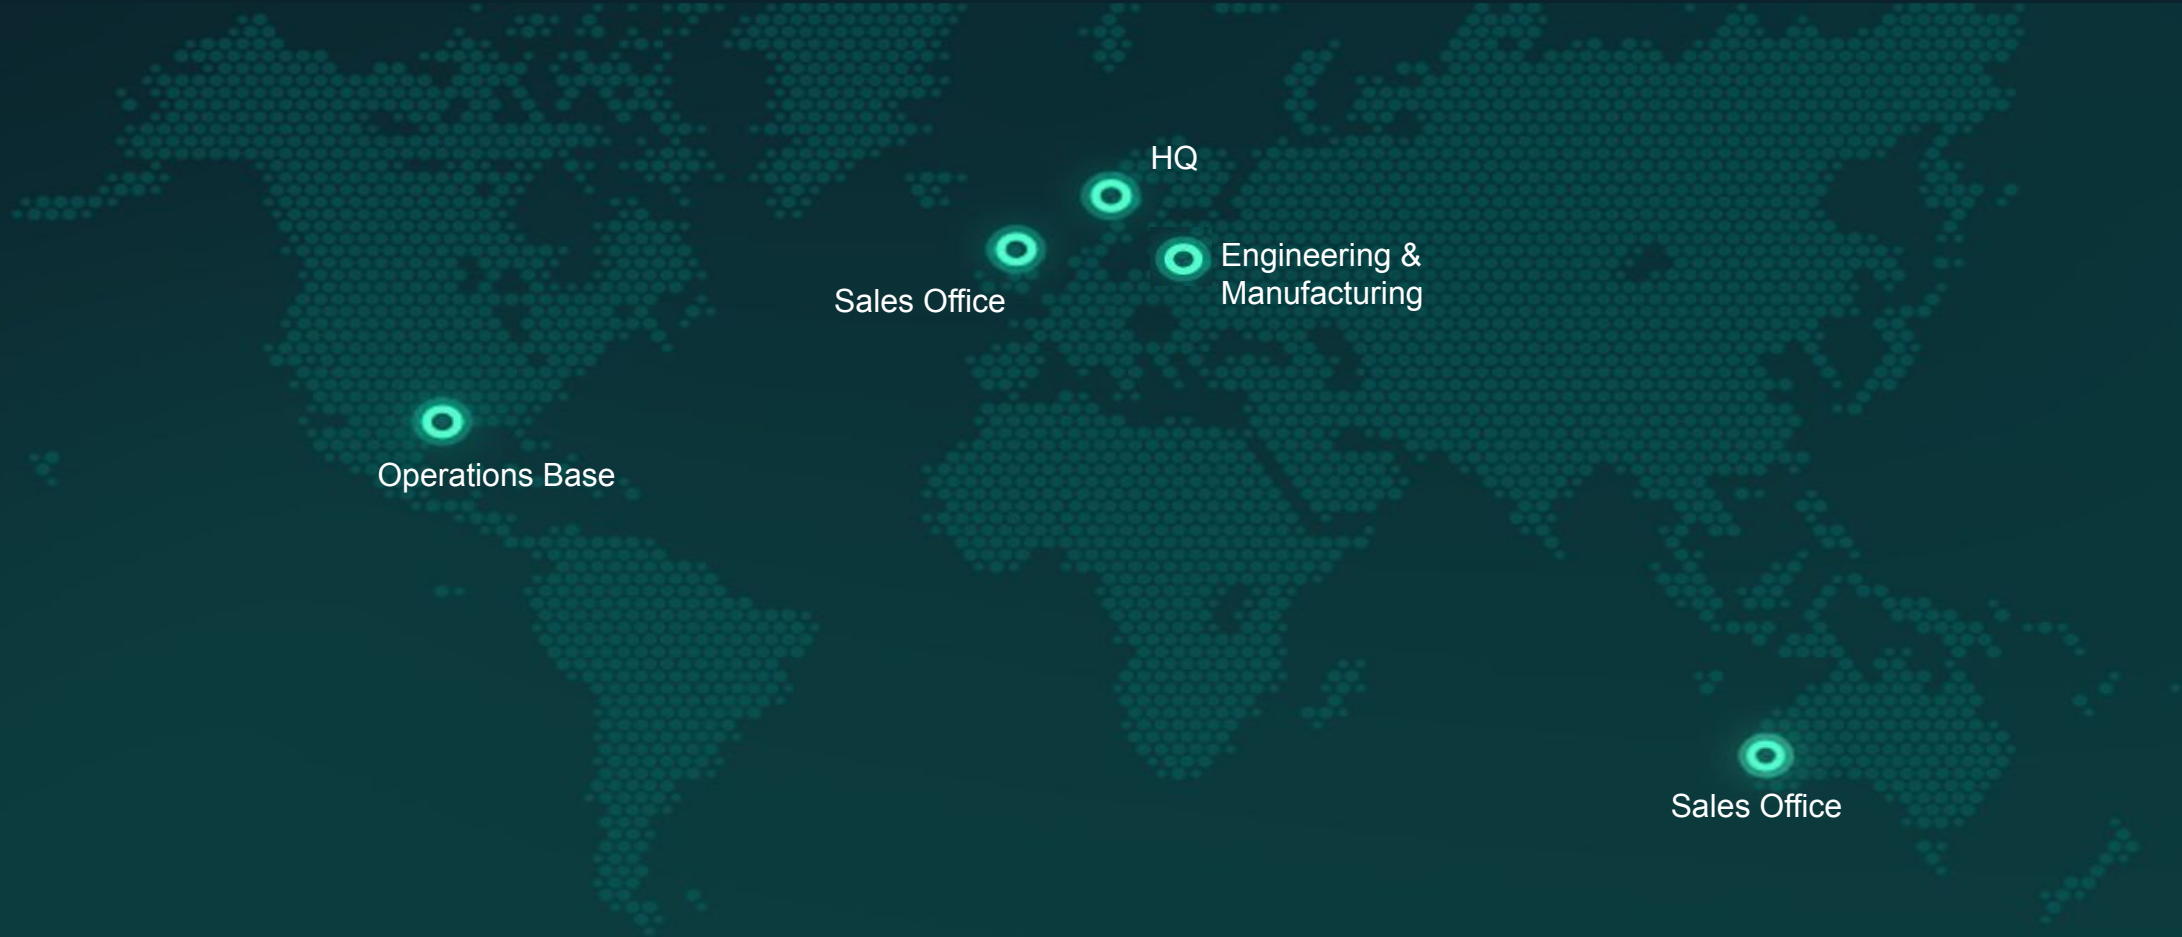 HQ
Engineering &
Manufacturing
Sales Office
Operations Base
Sales Office